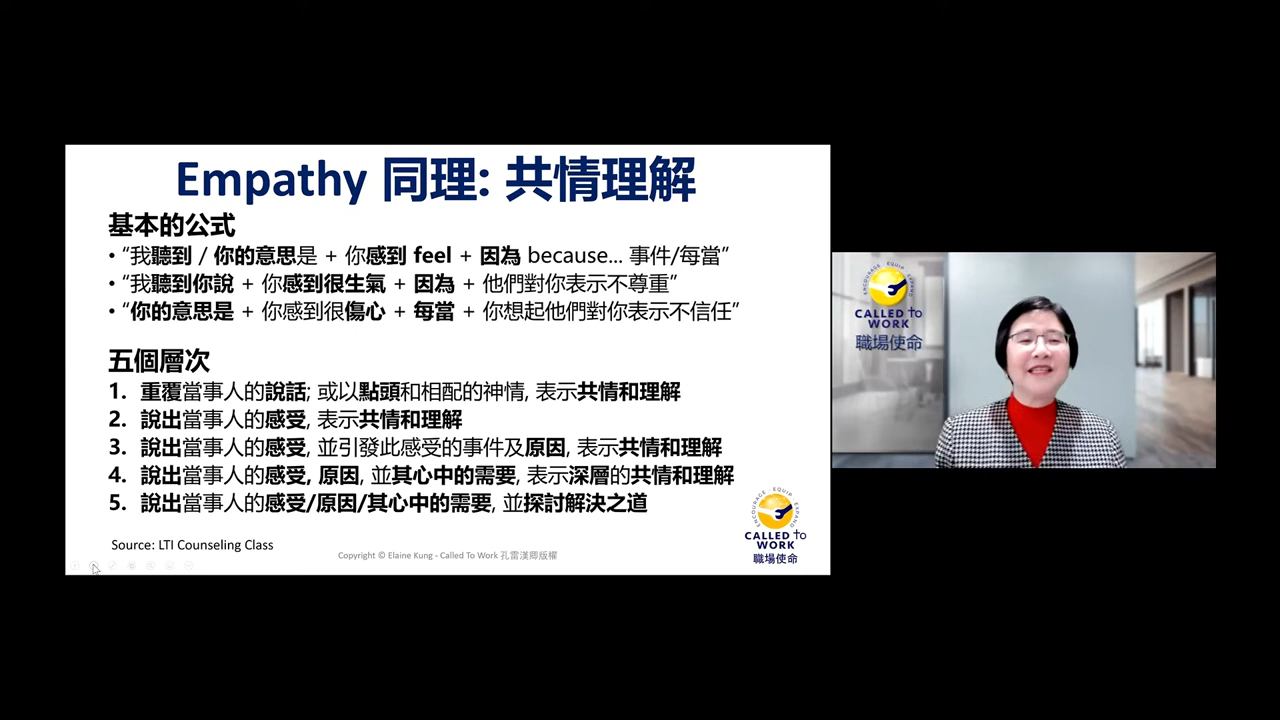 Empathy 同理: 共情理解
基本的公式
• “我聽到 / 你的意思是 + 你感到 feel + 因為 because... 事件/每當”
• “我聽到你說 + 你感到很生氣 + 因為 + 他們對你表示不尊重”
• “你的意思是 + 你感到很傷心 + 每當 + 你想起他們對你表示不信任”
五個層次
1. 重覆當事人的說話; 或以點頭和相配的神情, 表示共情和理解
2. 說出當事人的感受, 表示共情和理解
3. 說出當事人的感受, 並引發此感受的事件及原因, 表示共情和理解
4. 說出當事人的感受, 原因, 並其心中的需要, 表示深層的共情和理解
5. 說出當事人的感受/原因/其心中的需要, 並探討解決之道
Source: LTI Counseling Class
Copyright © Elaine Kung - Called To Work 孔雷漢卿版權
ENCOURAGE EQUIP EXPAND
CALLED to
WORK
職場使命
ENCOURAGE EQUIP EXPAND
CALLED to
WORK
職場使命